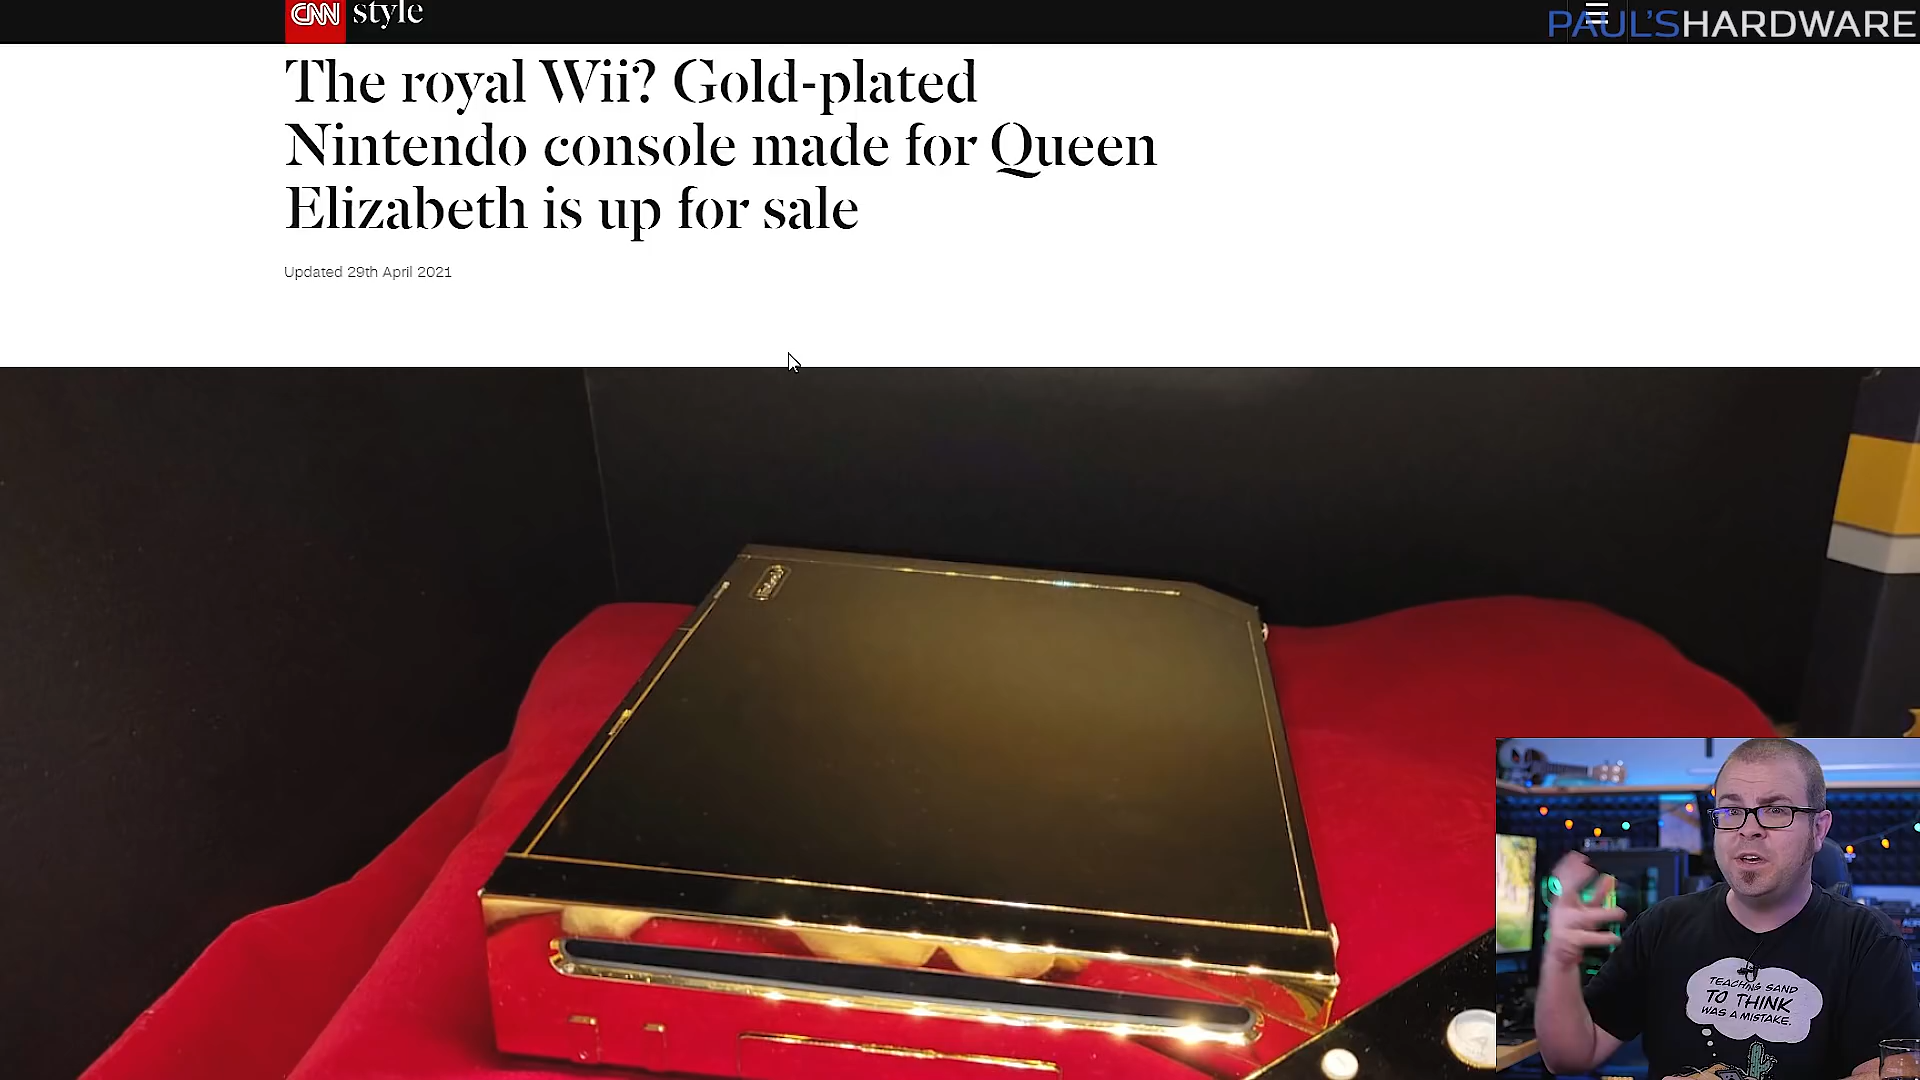 CNN style
PAUL'SHARDWARE
The royal Wii? Gold-plated
Nintendo console made for Queen
Elizabeth is up for sale
Updated 29th April 2021
TEACHING SAND
TO THINK
WAS A MISTAKE.